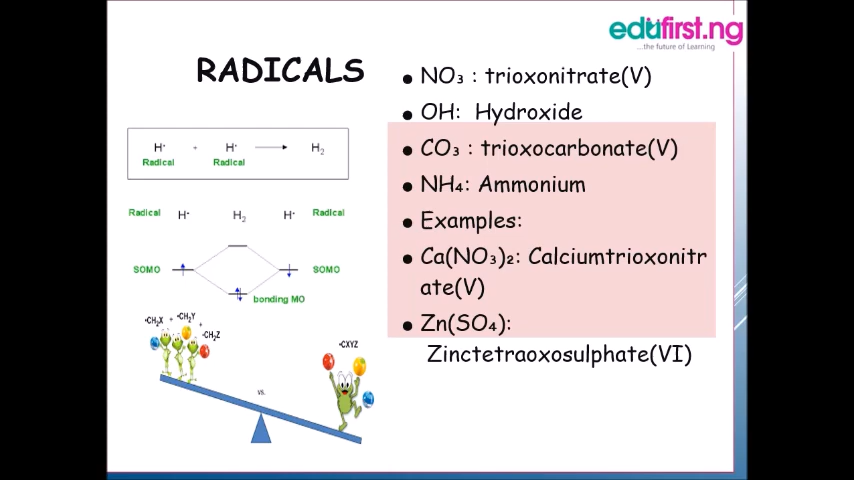 edufirst.ng
...the future of Learning
RADICALS
H• + H• → H₂
Radical Radical
Radical H• H₂ H• Radical
SOMO SOMO
bonding MO
•CH₂X + •CH₂Y + •CH₂Z
vs.
•CXYZ
• NO₃ : trioxonitrate(V)
• OH: Hydroxide
• CO₃ : trioxocarbonate(V)
• NH₄: Ammonium
• Examples:
• Ca(NO₃)₂: Calciumtrioxonitr
ate(V)
• Zn(SO₄):
Zinctetraoxosulphate(VI)